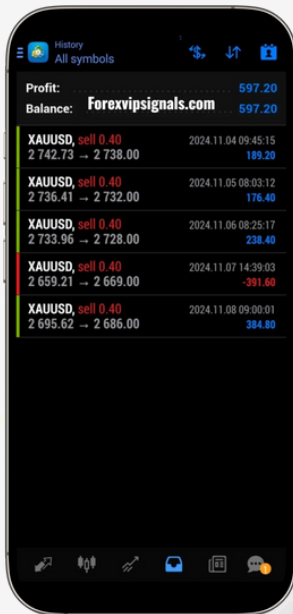 History
All symbols
Profit: 597.20
Forexvipsignals.com
Balance: 597.20
XAUUSD, sell 0.40 2024.11.04 09:45:15
2 742.73 → 2 738.00 189.20
XAUUSD, sell 0.40 2024.11.05 08:03:12
2 736.41 → 2 732.00 176.40
XAUUSD, sell 0.40 2024.11.06 08:25:17
2 733.96 → 2 728.00 238.40
XAUUSD, sell 0.40 2024.11.07 14:39:03
2 659.21 → 2 669.00 -391.60
XAUUSD, sell 0.40 2024.11.08 09:00:01
2 695.62 → 2 686.00 384.80
1